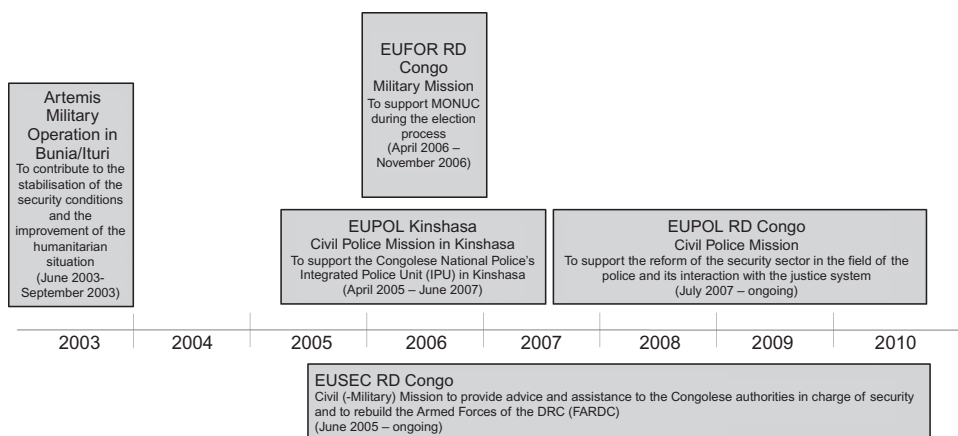 Artemis
Military
Operation in
Bunia/Ituri
To contribute to the
stabilisation of the
security conditions
and the
improvement of the
humanitarian
situation
(June 2003-
September 2003)
EUFOR RD
Congo
Military Mission
To support MONUC
during the election
process
(April 2006 –
November 2006)
EUPOL Kinshasa
Civil Police Mission in Kinshasa
To support the Congolese National Police's
Integrated Police Unit (IPU) in Kinshasa
(April 2005 – June 2007)
EUPOL RD Congo
Civil Police Mission
To support the reform of the security sector in the field of the
police and its interaction with the justice system
(July 2007 – ongoing)
2003 2004 2005 2006 2007 2008 2009 2010
EUSEC RD Congo
Civil (-Military) Mission to provide advice and assistance to the Congolese authorities in charge of security
and to rebuild the Armed Forces of the DRC (FARDC)
(June 2005 – ongoing)